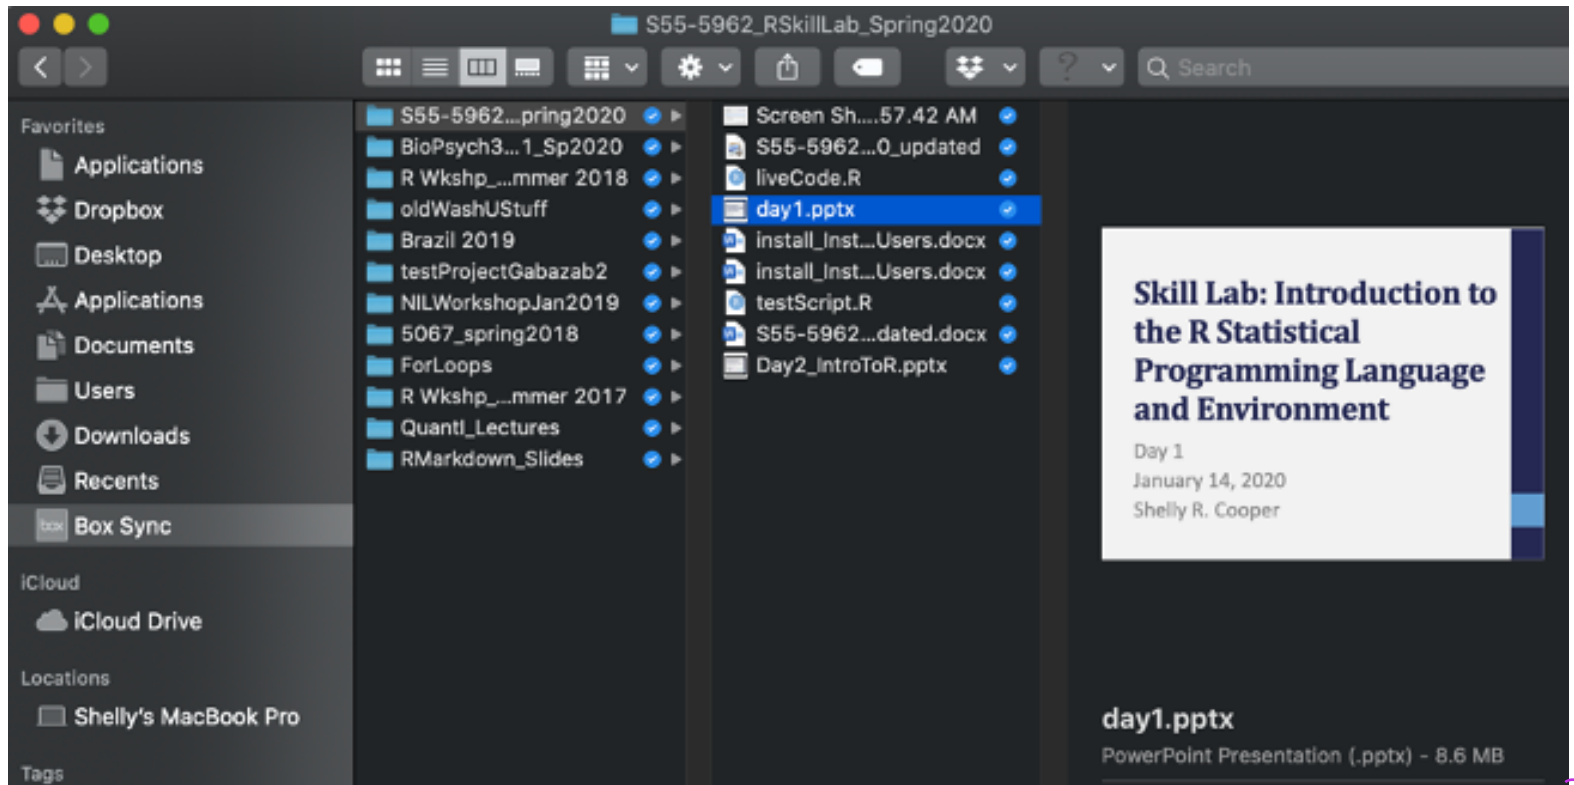 S55-5962_RSkillLab_Spring2020
Search
Favorites
Applications
Dropbox
Desktop
Applications
Documents
Users
Downloads
Recents
box Box Sync
iCloud
iCloud Drive
Locations
Shelly's MacBook Pro
Tags
S55-5962...pring2020
BioPsych3...1_Sp2020
R Wkshp_...mmer 2018
oldWashUStuff
Brazil 2019
testProjectGabazab2
NILWorkshopJan2019
5067_spring2018
ForLoops
R Wkshp_...mmer 2017
QuantI_Lectures
RMarkdown_Slides
Screen Sh....57.42 AM
S55-5962...0_updated
liveCode.R
day1.pptx
install_Inst...Users.docx
install_Inst...Users.docx
testScript.R
S55-5962...dated.docx
Day2_IntroToR.pptx
Skill Lab: Introduction to
the R Statistical
Programming Language
and Environment
Day 1
January 14, 2020
Shelly R. Cooper
day1.pptx
PowerPoint Presentation (.pptx) - 8.6 MB